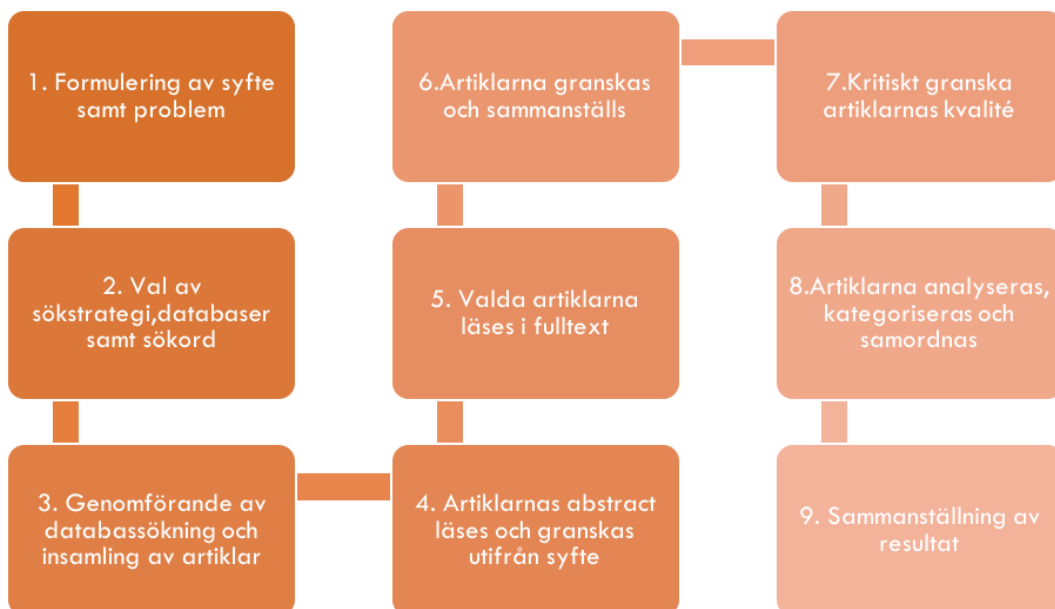 1. Formulering av syfte
samt problem
2. Val av
sökstrategi,databaser
samt sökord
3. Genomförande av
databassökning och
insamling av artiklar
4. Artiklarnas abstract
läses och granskas
utifrån syfte
5. Valda artiklarna
läses i fulltext
6.Artiklarna granskas
och sammanställs
7.Kritiskt granska
artiklarnas kvalité
8.Artiklarna analyseras,
kategoriseras och
samordnas
9. Sammanställning av
resultat